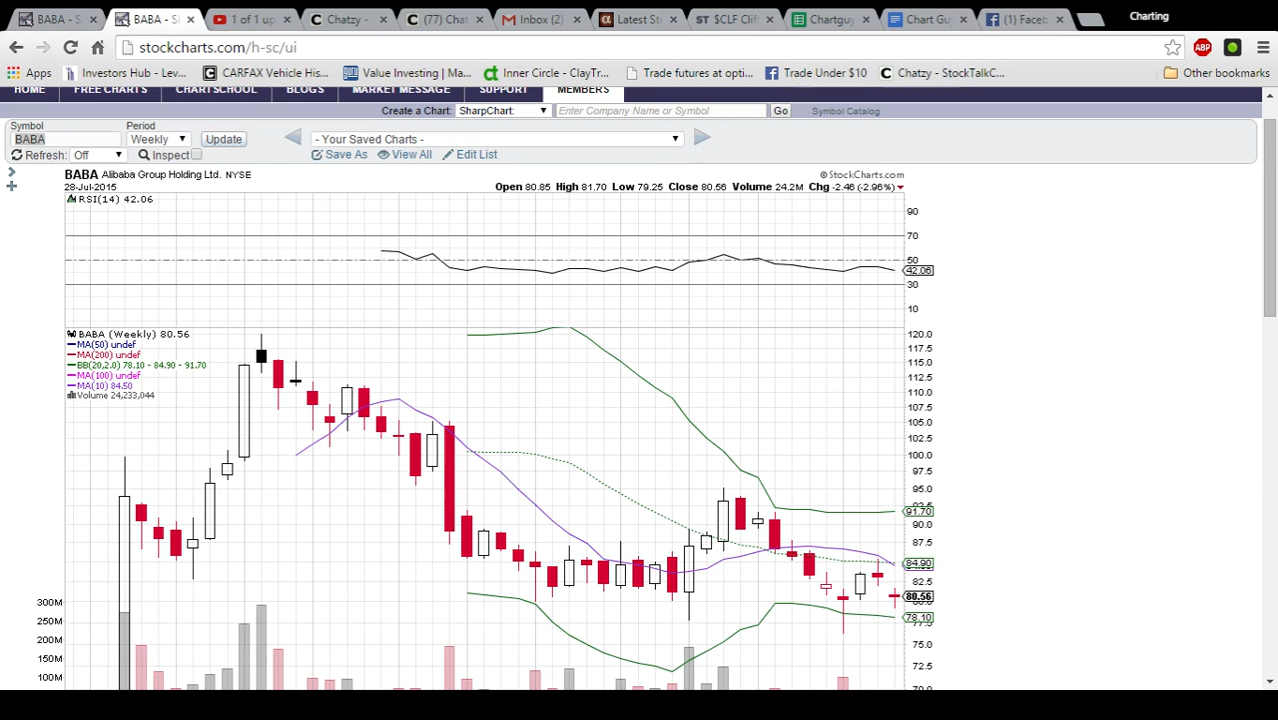 BABA - S
BABA - S
1 of 1 up
Chatzy -
(77) Chat
Inbox (2)
Latest St
$CLF Clif
Chartguy
Chart Gu
(1) Faceb
Charting
stockcharts.com/h-sc/ui
Apps
Investors Hub - Lev...
CARFAX Vehicle His...
Value Investing | Ma...
Inner Circle - ClayTr...
Trade futures at opti...
Trade Under $10
Chatzy - StockTalkC...
Other bookmarks
HOME FREE CHARTS CHARTSCHOOL BLOGS MARKET MESSAGE SUPPORT MEMBERS
Create a Chart: SharpChart: Enter Company Name or Symbol Go Symbol Catalog
Symbol Period
BABA Weekly Update - Your Saved Charts -
Refresh: Off Inspect Save As View All Edit List
BABA Alibaba Group Holding Ltd. NYSE
© StockCharts.com
28-Jul-2015
Open 80.85 High 81.70 Low 79.25 Close 80.56 Volume 24.2M Chg -2.46 (-2.96%)
RSI(14) 42.06
90
70
50
42.06
30
10
BABA (Weekly) 80.56
MA(50) undef
MA(200) undef
BB(20,2.0) 78.10 - 84.90 - 91.70
MA(100) undef
MA(10) 84.50
Volume 24,233,044
120.0
117.5
115.0
112.5
110.0
107.5
105.0
102.5
100.0
97.5
95.0
91.70
90.0
87.5
84.90
82.5
80.56
78.10
75.0
72.5
70.0
300M
250M
200M
150M
100M